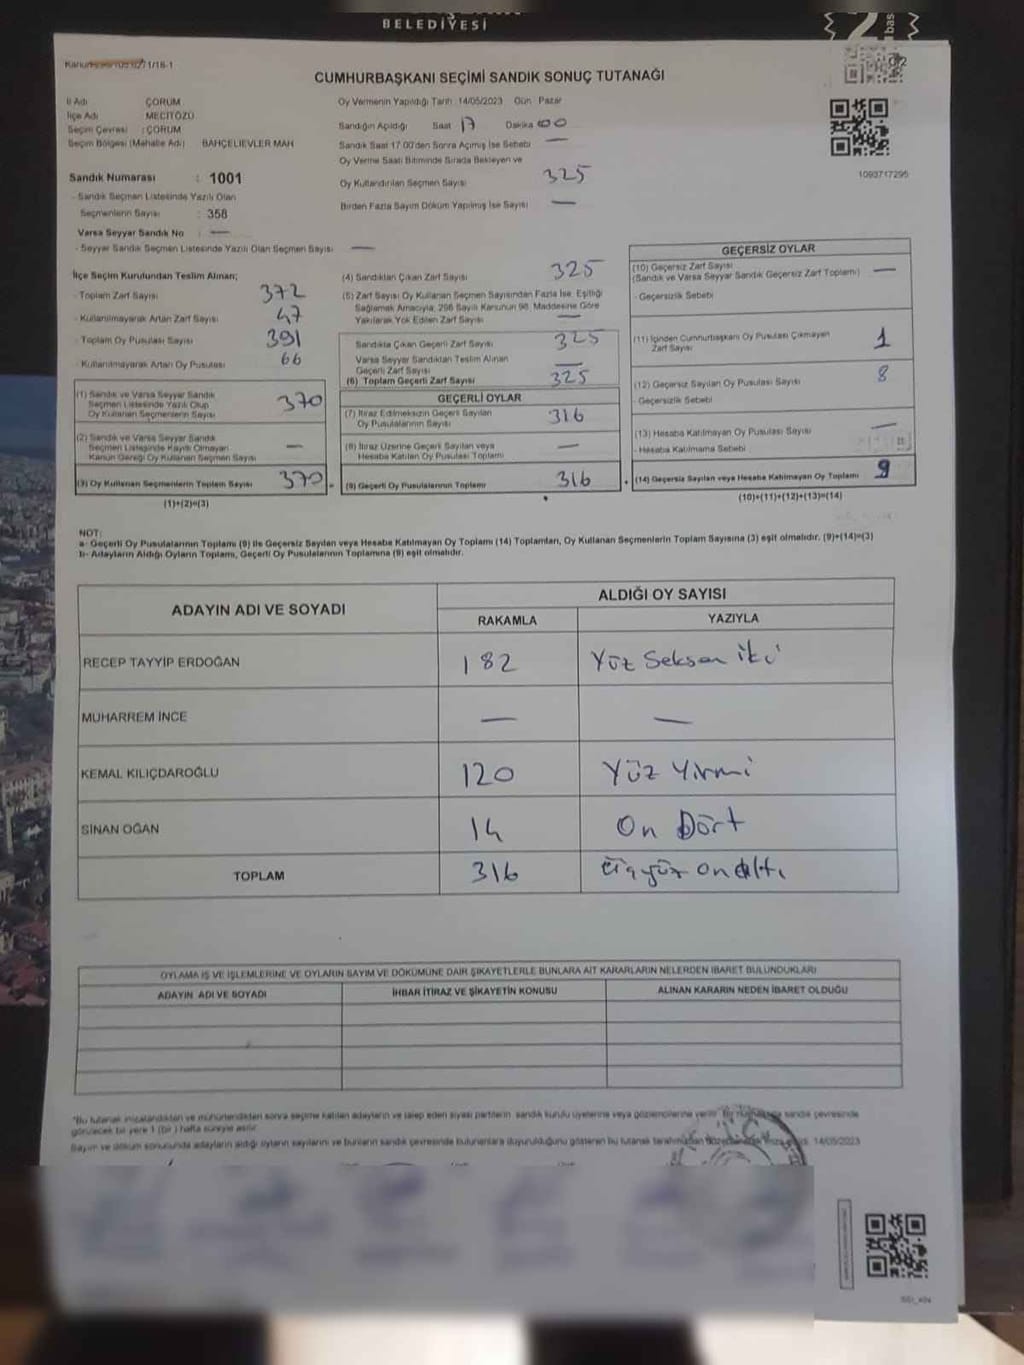 BELEDİYESİ
CUMHURBAŞKANI SEÇİMİ SANDIK SONUÇ TUTANAĞI
1093717295
İl Adı ÇORUM
İlçe Adı MECİTÖZÜ
Seçim Çevresi : ÇORUM
Seçim Bölgesi (Mahalle Adı) BAHÇELİEVLER MAH
Sandık Numarası : 1001
- Sandık Seçmen Listesinde Yazılı Olan
Seçmenlerin Sayısı : 358
Varsa Seyyar Sandık No : —
- Seyyar Sandık Seçmen Listesinde Yazılı Olan Seçmen Sayısı —
Oy Vermenin Yapıldığı Tarih :14/05/2023 Gün Pazar
Sandığın Açıldığı Saat 17 Dakika 00
Sandık Saat 17:00'den Sonra Açılmış İse Sebebi —
Oy Verme Saati Bitiminde Sırada Bekleyen ve
Oy Kullandırılan Seçmen Sayısı 325
Birden Fazla Sayım Döküm Yapılmış İse Sayısı —
İlçe Seçim Kurulundan Teslim Alınan;
- Toplam Zarf Sayısı 372
- Kullanılmayarak Artan Zarf Sayısı 47
- Toplam Oy Pusulası Sayısı 391
- Kullanılmayarak Artan Oy Pusulası 66
(1) Sandık ve Varsa Seyyar Sandık
Seçmen Listesinde Yazılı Olup
Oy Kullanan Seçmenlerin Sayısı 370
(2) Sandık ve Varsa Seyyar Sandık
Seçmen Listesinde Kayıtlı Olmayan
Kanun Gereği Oy Kullanan Seçmen Sayısı —
(3) Oy Kullanan Seçmenlerin Toplam Sayısı 370
(1)+(2)=(3)
(4) Sandıktan Çıkan Zarf Sayısı 325
(5) Zarf Sayısı Oy Kullanan Seçmen Sayısından Fazla İse, Eşitliği
Sağlamak Amacıyla, 298 Sayılı Kanunun 98. Maddesine Göre
Yakılarak Yok Edilen Zarf Sayısı —
Sandıkta Çıkan Geçerli Zarf Sayısı 325
Varsa Seyyar Sandıktan Teslim Alınan
Geçerli Zarf Sayısı —
(6) Toplam Geçerli Zarf Sayısı 325
GEÇERLİ OYLAR
(7) İtiraz Edilmeksizin Geçerli Sayılan
Oy Pusulalarının Sayısı 316
(8) İtiraz Üzerine Geçerli Sayılan veya
Hesaba Katılan Oy Pusulası Toplamı —
(9) Geçerli Oy Pusulalarının Toplamı 316
GEÇERSİZ OYLAR
(10) Geçersiz Zarf Sayısı
(Sandık ve Varsa Seyyar Sandık Geçersiz Zarf Toplamı) —
- Geçersizlik Sebebi
(11) İçinden Cumhurbaşkanı Oy Pusulası Çıkmayan
Zarf Sayısı 1
(12) Geçersiz Sayılan Oy Pusulası Sayısı 8
- Geçersizlik Sebebi
(13) Hesaba Katılmayan Oy Pusulası Sayısı —
- Hesaba Katılmama Sebebi
(14) Geçersiz Sayılan veya Hesaba Katılmayan Oy Toplamı 9
(10)+(11)+(12)+(13)=(14)
NOT:
a- Geçerli Oy Pusulalarının Toplamı (9) ile Geçersiz Sayılan veya Hesaba Katılmayan Oy Toplamı (14) Toplamları, Oy Kullanan Seçmenlerin Toplam Sayısına (3) eşit olmalıdır. (9)+(14)=(3)
b- Adayların Aldığı Oyların Toplamı, Geçerli Oy Pusulalarının Toplamına (9) eşit olmalıdır.
ADAYIN ADI VE SOYADI ALDIĞI OY SAYISI
RAKAMLA YAZIYLA
RECEP TAYYİP ERDOĞAN 182 Yüz Seksen iki
MUHARREM İNCE — —
KEMAL KILIÇDAROĞLU 120 Yüz Yirmi
SİNAN OĞAN 14 On Dört
TOPLAM 316 üçyüz onaltı
OYLAMA İŞ VE İŞLEMLERİNE VE OYLARIN SAYIM VE DÖKÜMÜNE DAİR ŞİKAYETLERLE BUNLARA AİT KARARLARIN NELERDEN İBARET BULUNDUKLARI
ADAYIN ADI VE SOYADI İHBAR İTİRAZ VE ŞİKAYETİN KONUSU ALINAN KARARIN NEDEN İBARET OLDUĞU
*Bu tutanak imzalandıktan ve mühürlendikten sonra seçime katılan adayların ve talep eden siyasi partilerin sandık kurulu üyelerine veya gözlemcilerine verilir. Bir sandık çevresinde
görülecek bir yere 1 (bir) hafta süreyle asılır.
Sayım ve döküm sonucunda adayların aldığı oyların sayılarını ve bunların sandık çevresinde bulunanlara duyurulduğunu gösteren bu tutanak tarafımızdan 14/05/2023